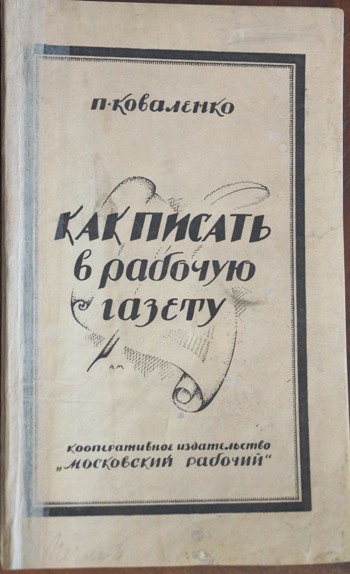 П. Коваленко
КАК ПИСАТЬ
в рабочую
газету
А М
кооперативное издательство
„московский рабочий“